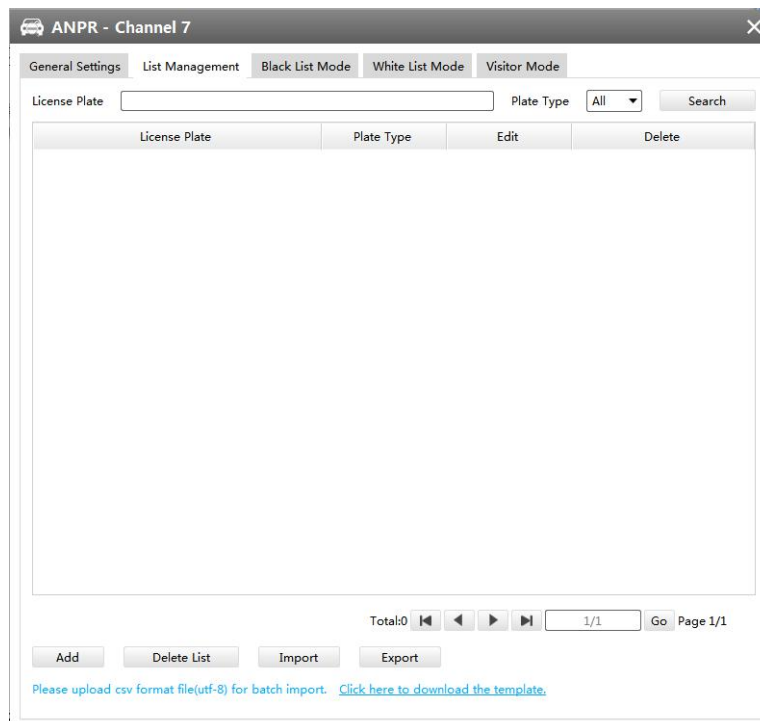 ANPR - Channel 7
General Settings List Management Black List Mode White List Mode Visitor Mode
License Plate Plate Type All Search
License Plate Plate Type Edit Delete
Total:0 1/1 Go Page 1/1
Add Delete List Import Export
Please upload csv format file(utf-8) for batch import. Click here to download the template.